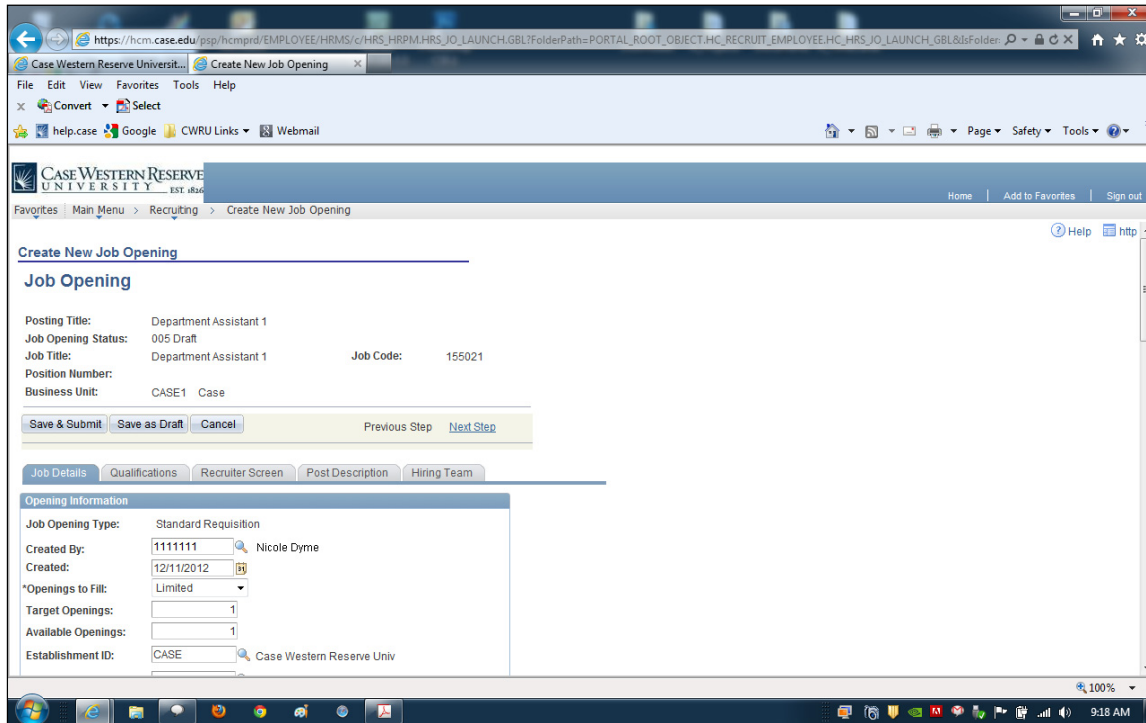 https://hcm.case.edu/psp/hcmprd/EMPLOYEE/HRMS/c/HRS_HRPM.HRS_JO_LAUNCH.GBL?FolderPath=PORTAL_ROOT_OBJECT.HC_RECRUIT_EMPLOYEE.HC_HRS_JO_LAUNCH_GBL&IsFolder:
Case Western Reserve Universit... Create New Job Opening
File Edit View Favorites Tools Help
x Convert Select
help.case Google CWRU Links Webmail Page Safety Tools
CASE WESTERN RESERVE
UNIVERSITY EST. 1826
Home | Add to Favorites | Sign out
Favorites Main Menu > Recruiting > Create New Job Opening
Help http
Create New Job Opening
Job Opening
Posting Title: Department Assistant 1
Job Opening Status: 005 Draft
Job Title: Department Assistant 1 Job Code: 155021
Position Number:
Business Unit: CASE1 Case
Save & Submit Save as Draft Cancel Previous Step Next Step
Job Details Qualifications Recruiter Screen Post Description Hiring Team
Opening Information
Job Opening Type: Standard Requisition
Created By: 1111111 Nicole Dyme
Created: 12/11/2012
*Openings to Fill: Limited
Target Openings: 1
Available Openings: 1
Establishment ID: CASE Case Western Reserve Univ
100%
9:18 AM